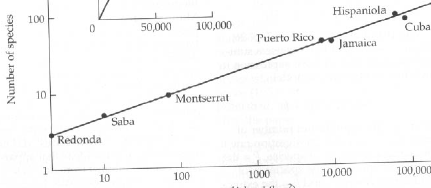 100
10
1
Number of species
0
50,000
100,000
Hispaniola
Puerto Rico
Jamaica
Cuba
Montserrat
Saba
Redonda
10
100
1000
10,000
100,000